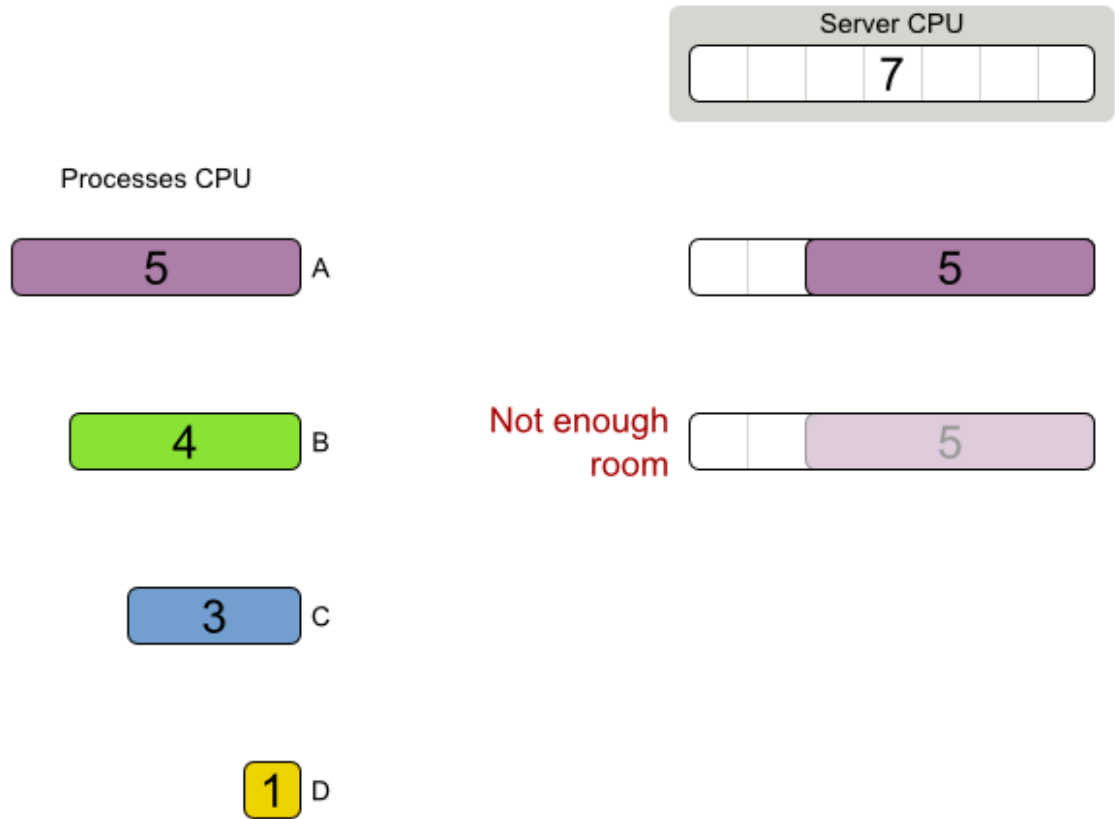 Server CPU
7
Processes CPU
5 A
5
4 B
Not enough
room
5
3 C
1 D